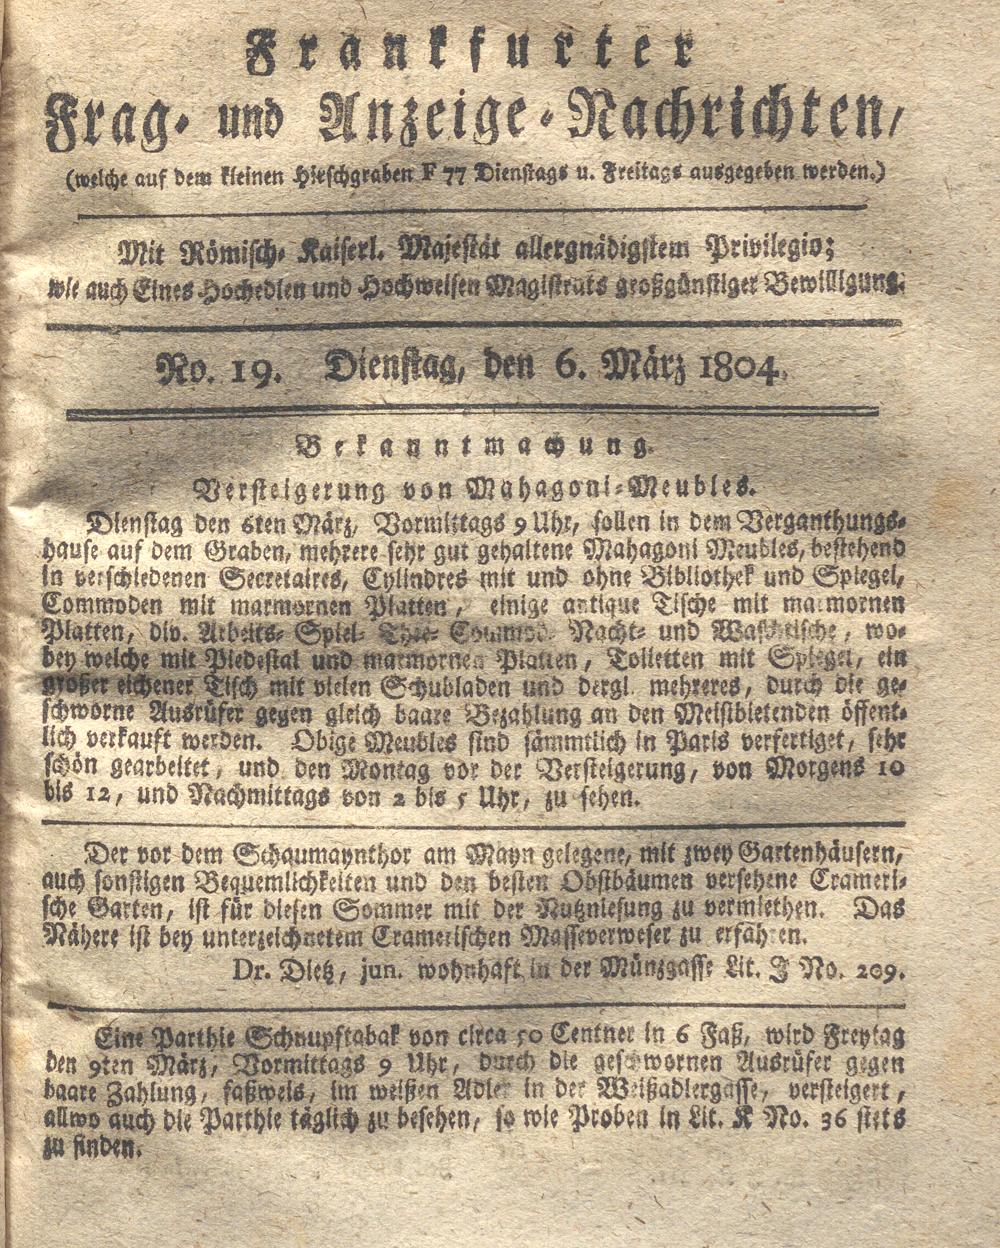 Frankfurter
Frag- und Anzeige-Nachrichten,
(welche auf dem kleinen Hirschgraben F 77 Dienstags u. Freitags ausgegeben werden.)
Mit Römisch- Kaiserl. Majestät allergnädigstem Privilegio;
wie auch Eines Hochedlen und Hochweisen Magistrats großgünstiger Bewilligung.
No. 19. Dienstag, den 6. März 1804.
Bekanntmachung.
Versteigerung von Mahagoni-Meubles.
Dienstag den 6ten März, Vormittags 9 Uhr, sollen in dem Verganthungs-
hause auf dem Graben, mehrere sehr gut gehaltene Mahagoni Meubles, bestehend
in verschiedenen Secretaires, Cylindres mit und ohne Bibliothek und Spiegel,
Commoden mit marmornen Platten, einige antique Tische mit marmornen
Platten, div. Arbeits- Spiel- Thee- Commod- Nacht- und Waschtische, wo-
bey welche mit Piedestal und marmornen Platten, Toiletten mit Spiegel, ein
großer eichener Tisch mit vielen Schubladen und dergl. mehreres, durch die ge-
schworne Ausrüfer gegen gleich baare Bezahlung an den Meistbietenden öffent-
lich verkauft werden. Obige Meubles sind sämmtlich in Paris verfertiget, sehr
schön gearbeitet, und den Montag vor der Versteigerung, von Morgens 10
bis 12, und Nachmittags von 2 bis 5 Uhr, zu sehen.
Der vor dem Schaumaynthor am Mayn gelegene, mit zwey Gartenhäusern,
auch sonstigen Bequemlichkeiten und den besten Obstbäumen versehene Crameri-
sche Garten, ist für diesen Sommer mit der Nutznießung zu vermiethen. Das
Nähere ist bey unterzeichnetem Cramerischen Masseverweser zu erfahren.
Dr. Dietz, jun. wohnhaft in der Münzgasse Lit. J No. 209.
Eine Parthie Schnupftabak von circa 50 Centner in 6 Faß, wird Freytag
den 9ten März, Vormittags 9 Uhr, durch die geschwornen Ausrüfer gegen
baare Zahlung, faßweis, im weißen Adler in der Weißadlergasse, versteigert,
allwo auch die Parthie täglich zu besehen, so wie Proben in Lit. K No. 36 stets
zu finden.